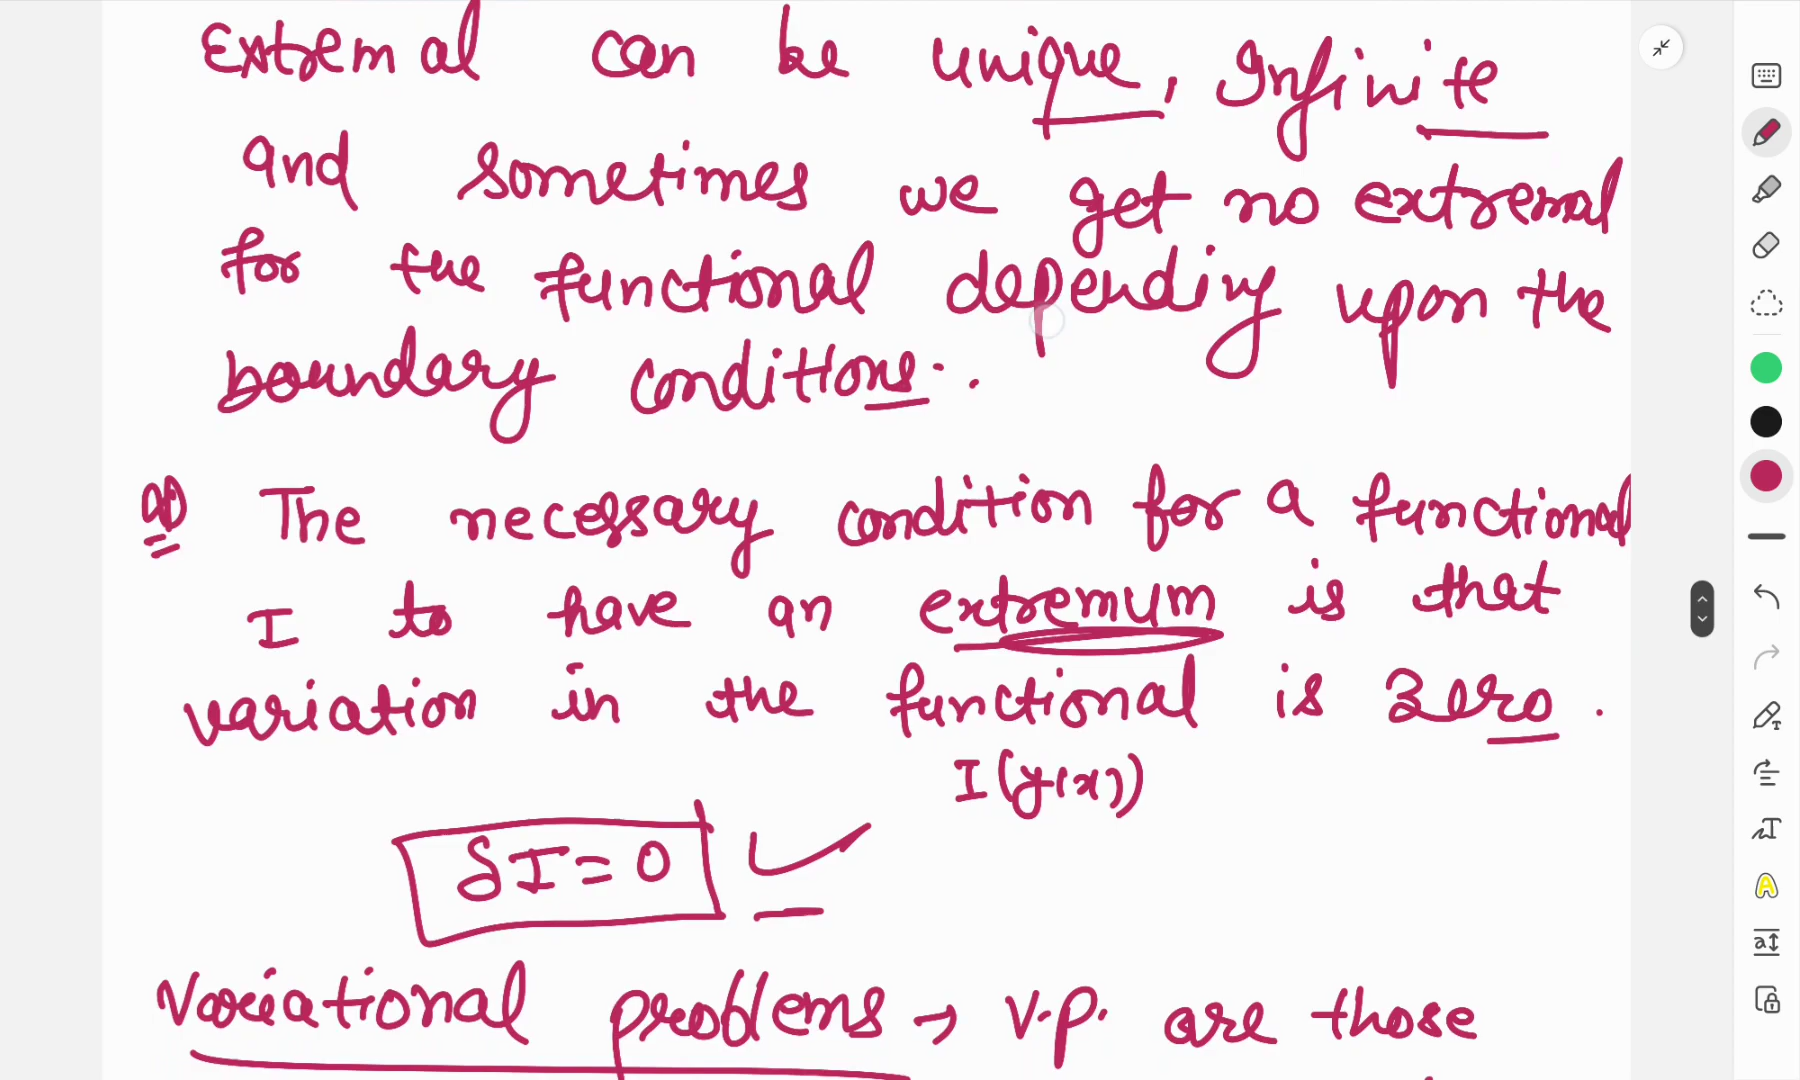 Extremal can be unique, Infinite
and sometimes we get no extremal
for the functional depending upon the
boundary conditions..
The necessary condition for a functional
I to have an extremum is that
variation in the functional is zero.
I(y(x))
δI=0
Variational problems → V.P. are those